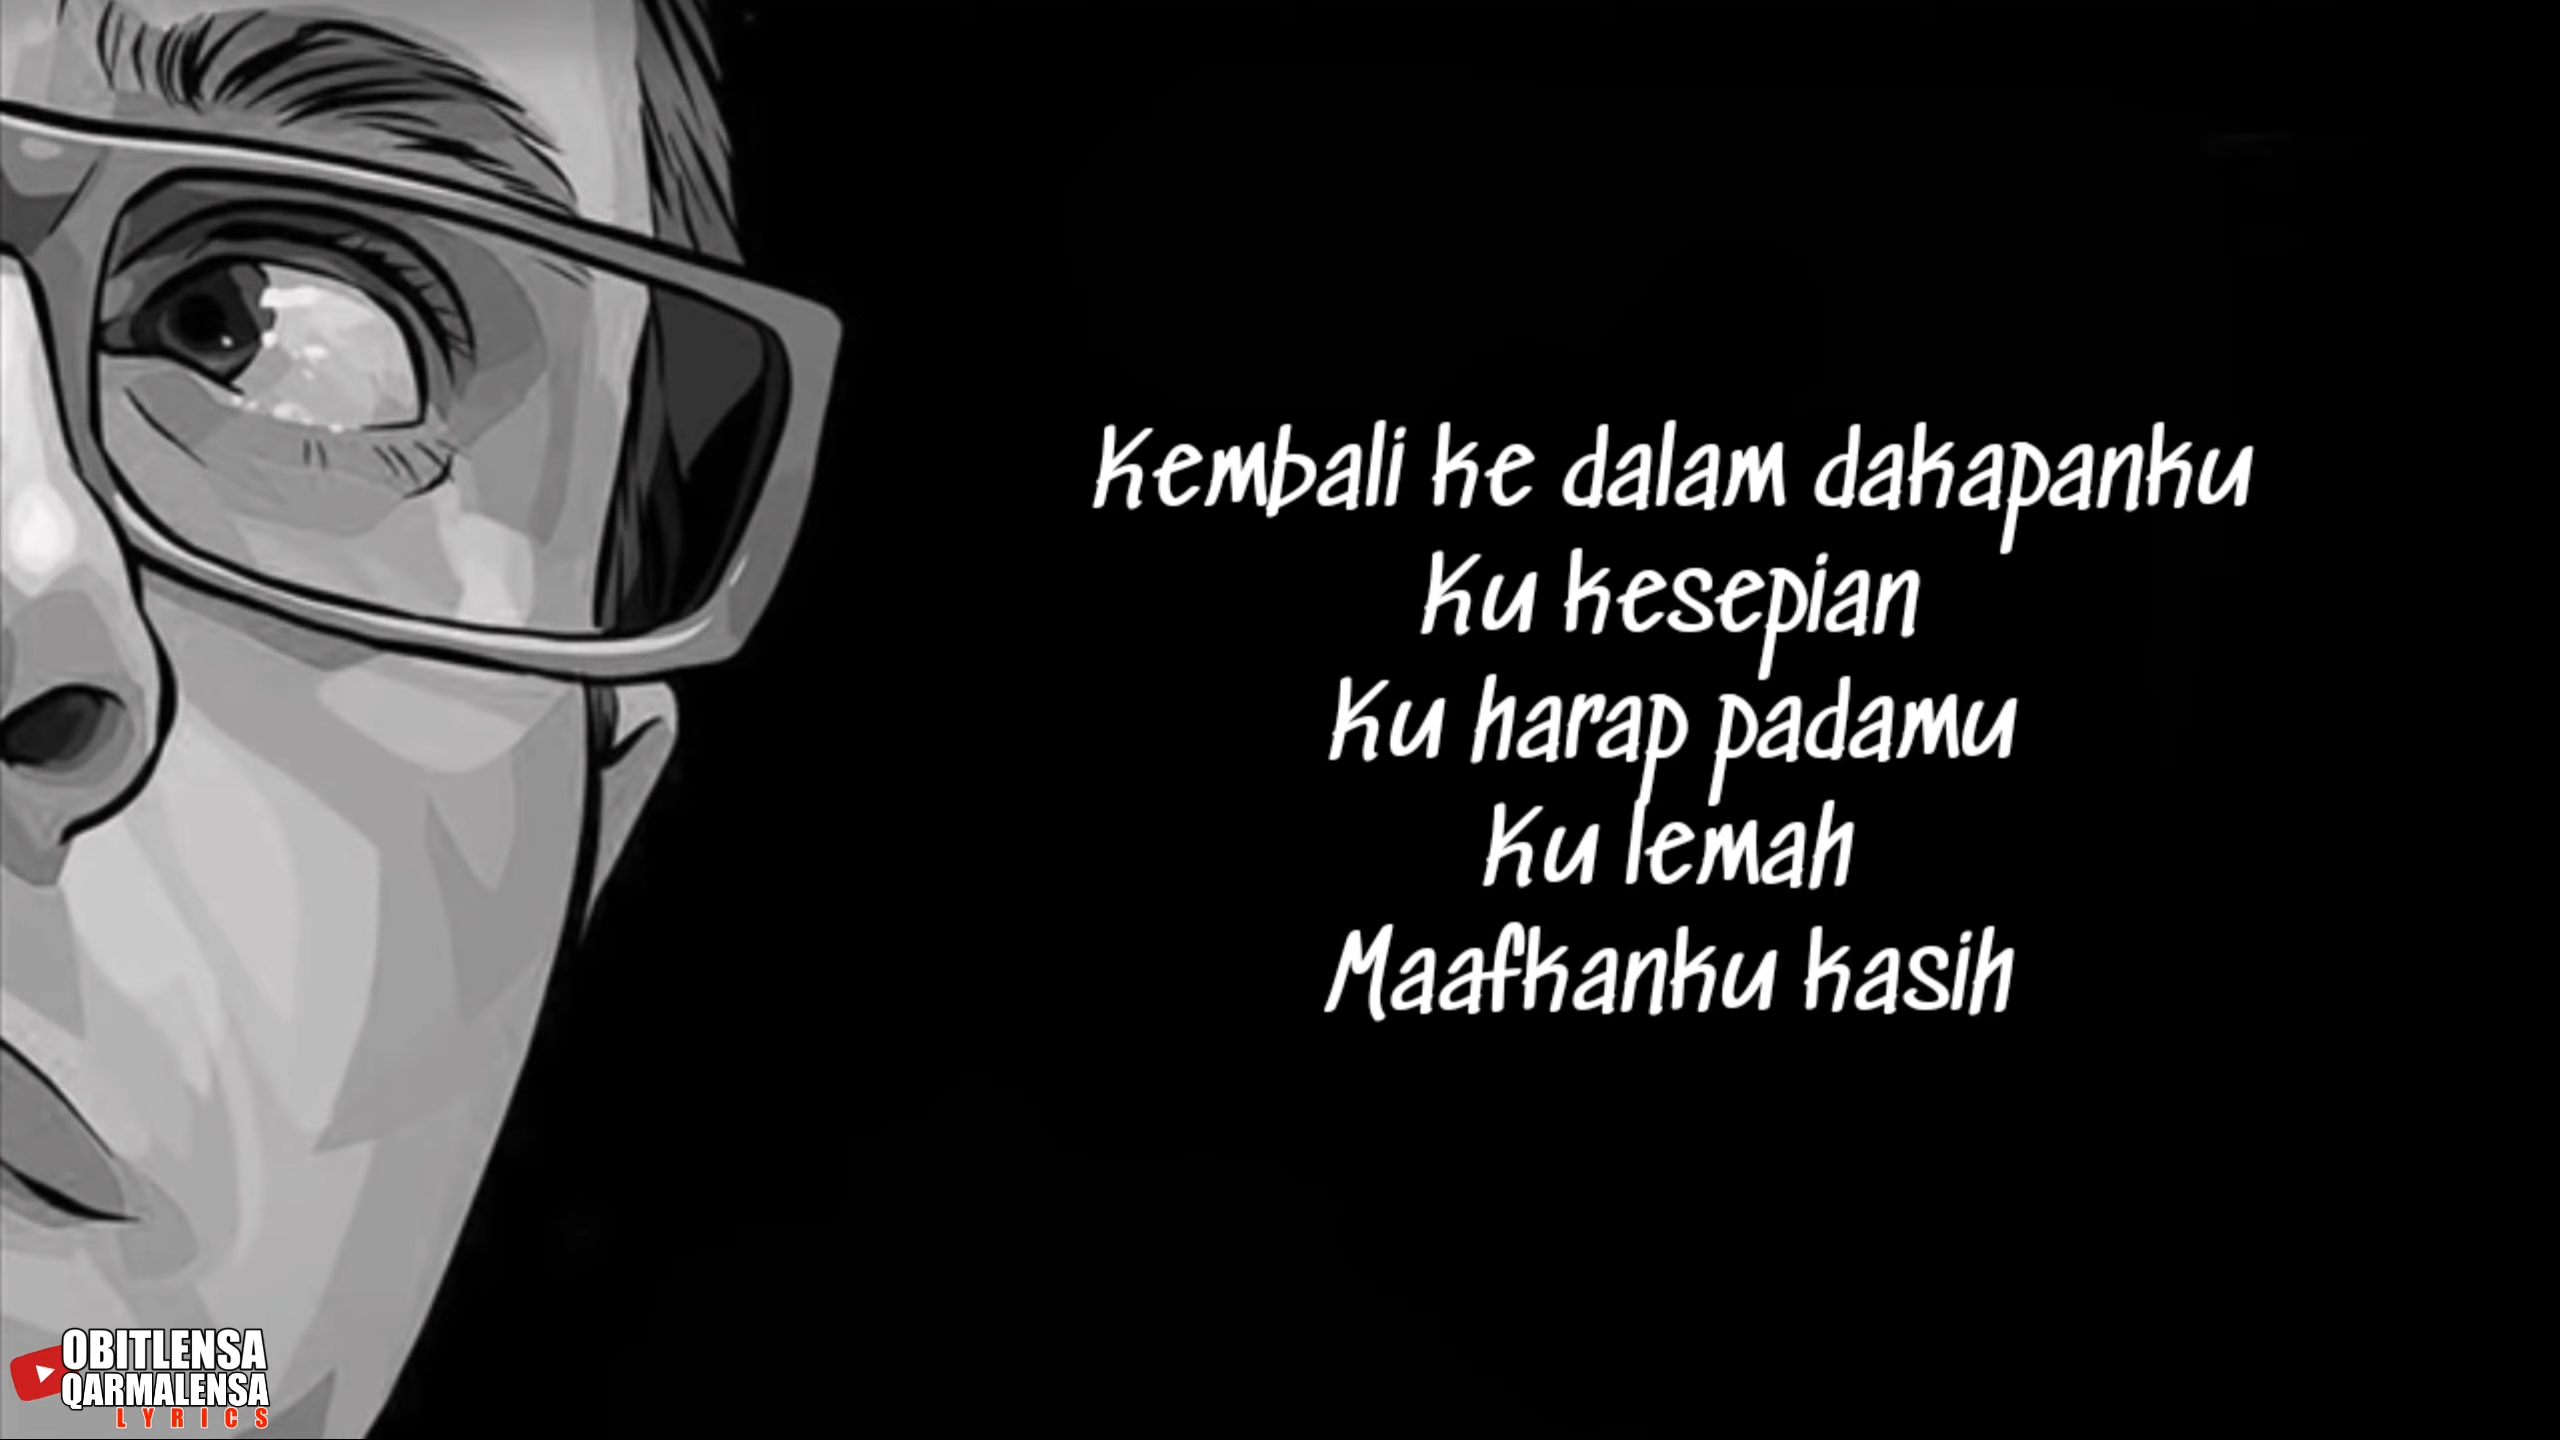 Kembali ke dalam dakapanku
Ku kesepian
Ku harap padamu
Ku lemah
Maafkanku kasih
OBITLENSA
QARMALENSA
LYRICS